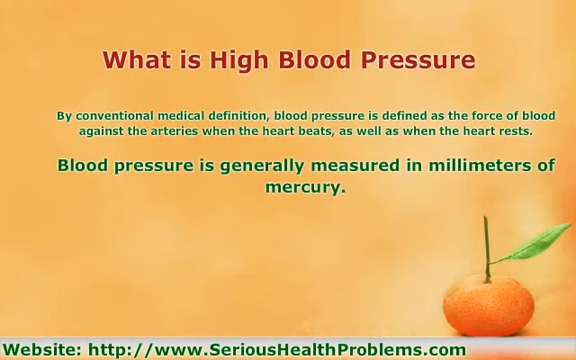 What is High Blood Pressure
By conventional medical definition, blood pressure is defined as the force of blood
against the arteries when the heart beats, as well as when the heart rests.
Blood pressure is generally measured in millimeters of
mercury.
Website: http://www.SeriousHealthProblems.com